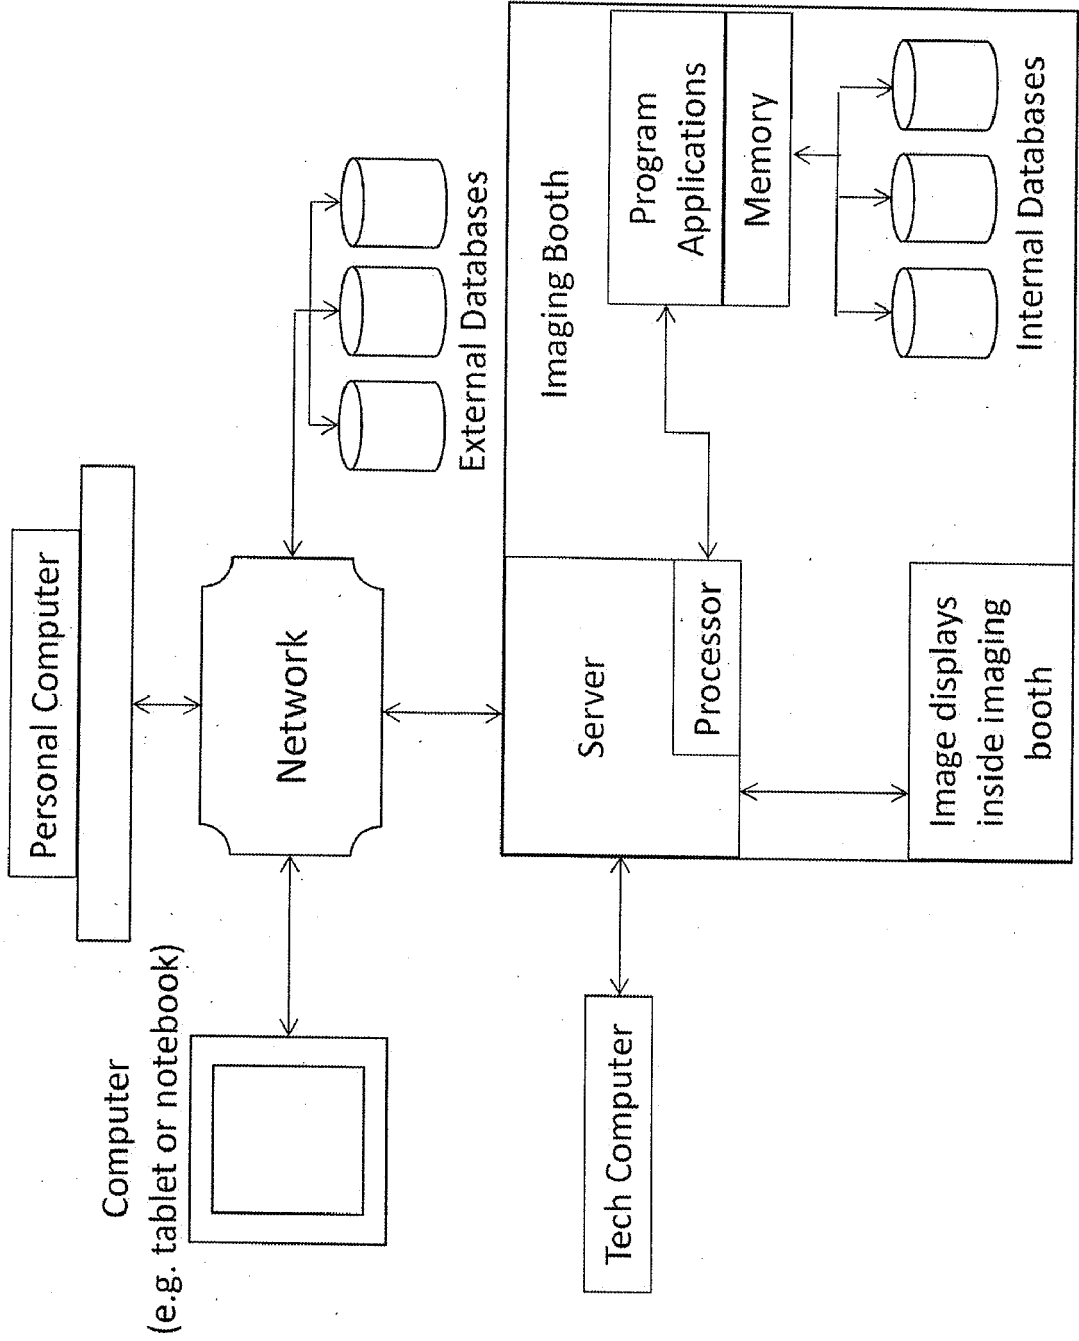 Personal Computer
Computer
(e.g. tablet or notebook)
Network
External Databases
Imaging Booth
Server
Processor
Program
Applications
Memory
Tech Computer
Image displays
inside imaging
booth
Internal Databases